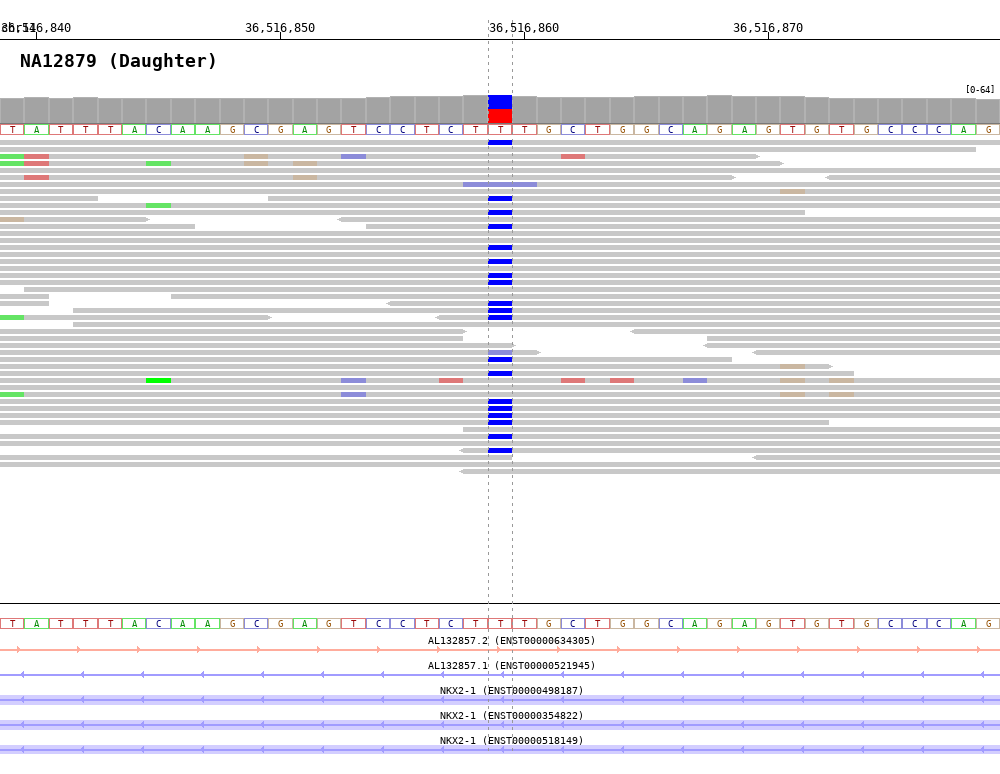 36,516,840 36,516,850 36,516,860 36,516,870
NA12879 (Daughter)
[0-64]
T A T T T A C A A G C G A G T C C T C T T T G C T G G C A G A G T G T G C C C A G
T A T T T A C A A G C G A G T C C T C T T T G C T G G C A G A G T G T G C C C A G
AL132857.2 (ENST00000634305)
AL132857.1 (ENST00000521945)
NKX2-1 (ENST00000498187)
NKX2-1 (ENST00000354822)
NKX2-1 (ENST00000518149)